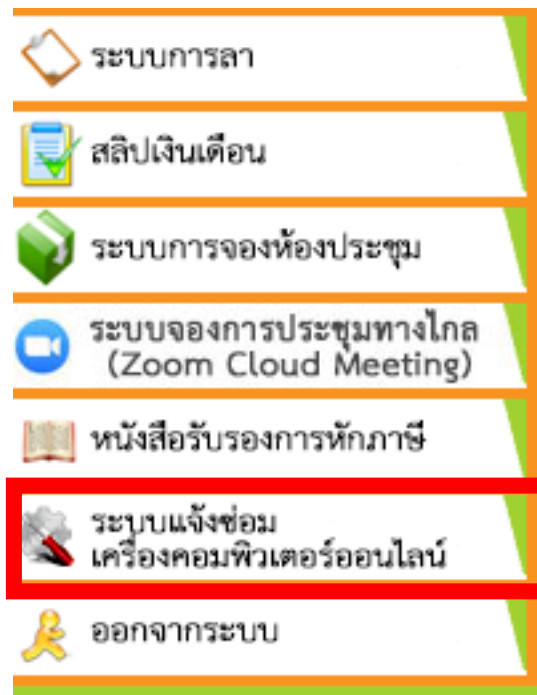 ระบบการลา
สลิปเงินเดือน
ระบบการจองห้องประชุม
ระบบจองการประชุมทางไกล
(Zoom Cloud Meeting)
หนังสือรับรองการหักภาษี
ระบบแจ้งซ่อม
เครื่องคอมพิวเตอร์ออนไลน์
ออกจากระบบ